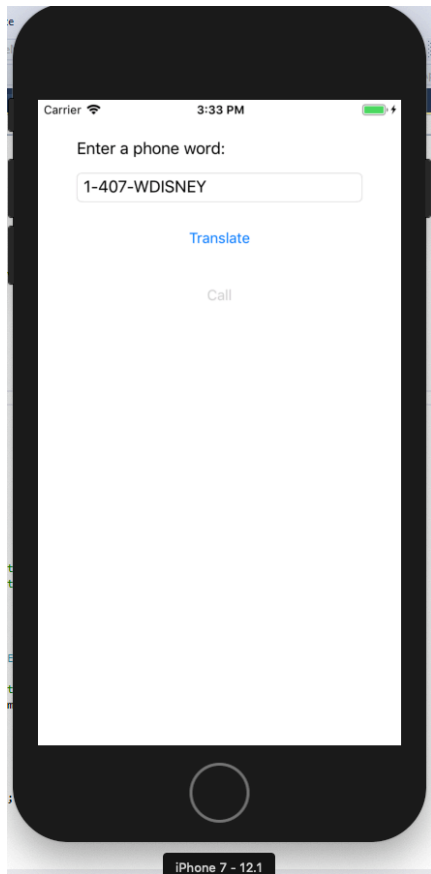 Carrier 3:33 PM
Enter a phone word:
1-407-WDISNEY
Translate
Call
iPhone 7 - 12.1